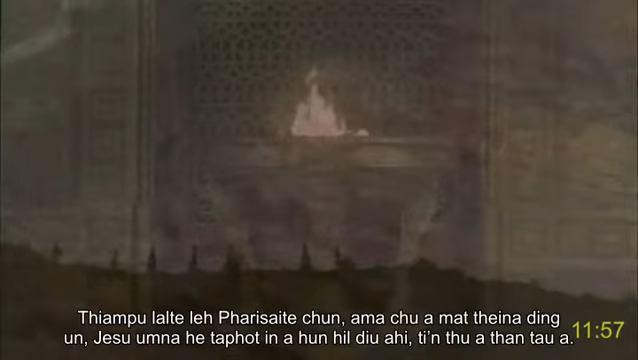 Thiampu lalte leh Pharisaite chun, ama chu a mat theina ding
un, Jesu umna he taphot in a hun hil diu ahi, ti’n thu a than tau a.
11:57